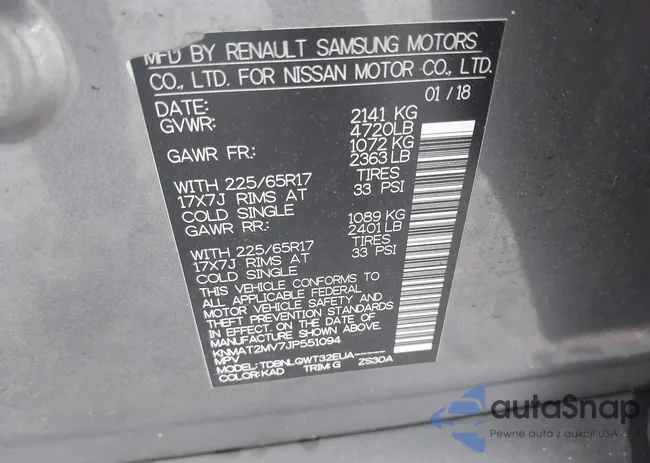 MFD BY RENAULT SAMSUNG MOTORS
CO., LTD. FOR NISSAN MOTOR CO., LTD.
DATE: 01/18
GVWR: 2141 KG
4720LB
GAWR FR: 1072 KG
2363LB
WITH 225/65R17 TIRES
17X7J RIMS AT 33 PSI
COLD SINGLE
GAWR RR: 1089 KG
2401LB
WITH 225/65R17 TIRES
17X7J RIMS AT 33 PSI
COLD SINGLE
THIS VEHICLE CONFORMS TO
ALL APPLICABLE FEDERAL
MOTOR VEHICLE SAFETY AND
THEFT PREVENTION STANDARDS
IN EFFECT, ON THE DATE OF
MANUFACTURE SHOWN ABOVE.
KNMAT2MV7JP551094
MPV
MODEL: TDBNLQWT32EUA-----
COLOR:KAD TRIM:G ZS30A
autoSnap
Pewne auta z aukcji USA i EU